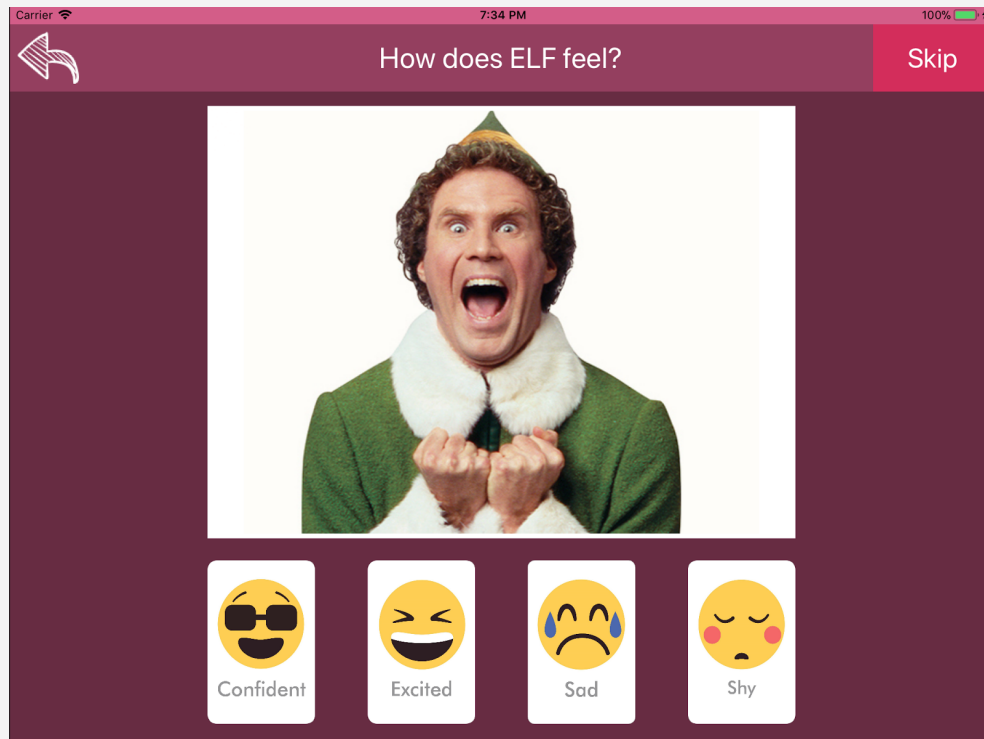 Carrier 7:34 PM 100%
How does ELF feel? Skip
Confident Excited Sad Shy